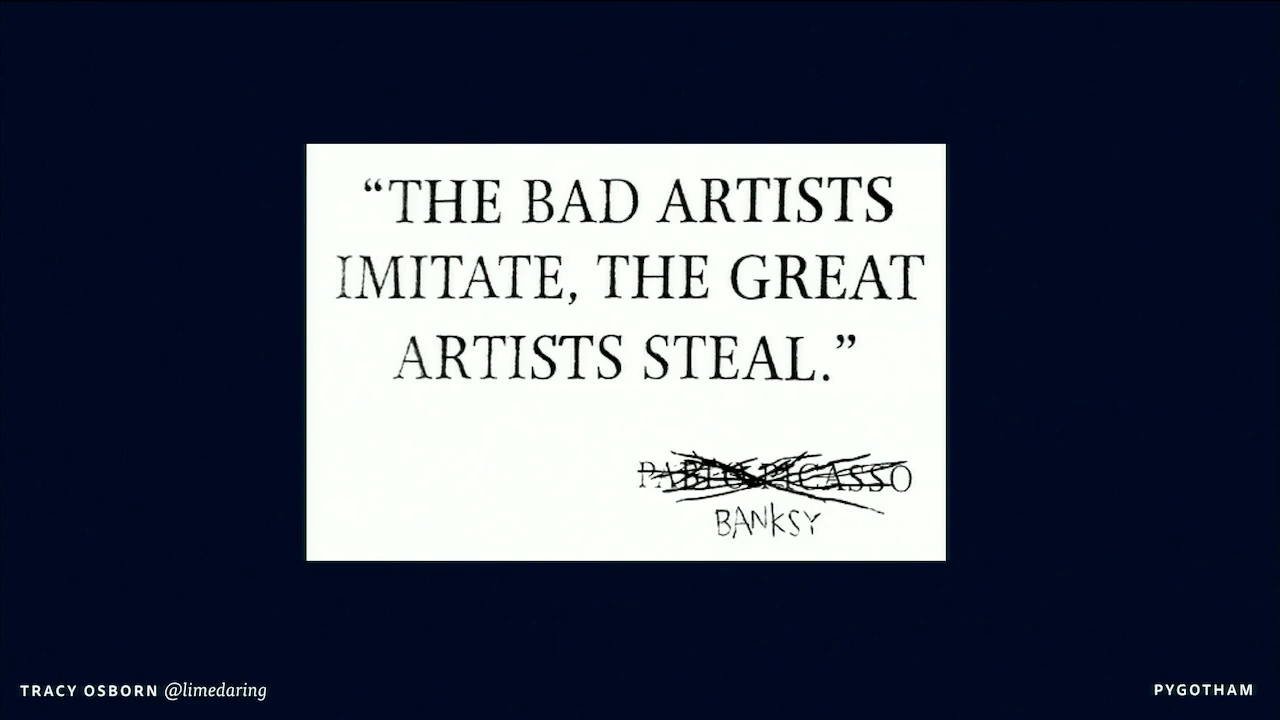 “THE BAD ARTISTS
IMITATE, THE GREAT
ARTISTS STEAL.”
PABLO PICASSO
BANKSY
TRACY OSBORN @limedaring
PYGOTHAM